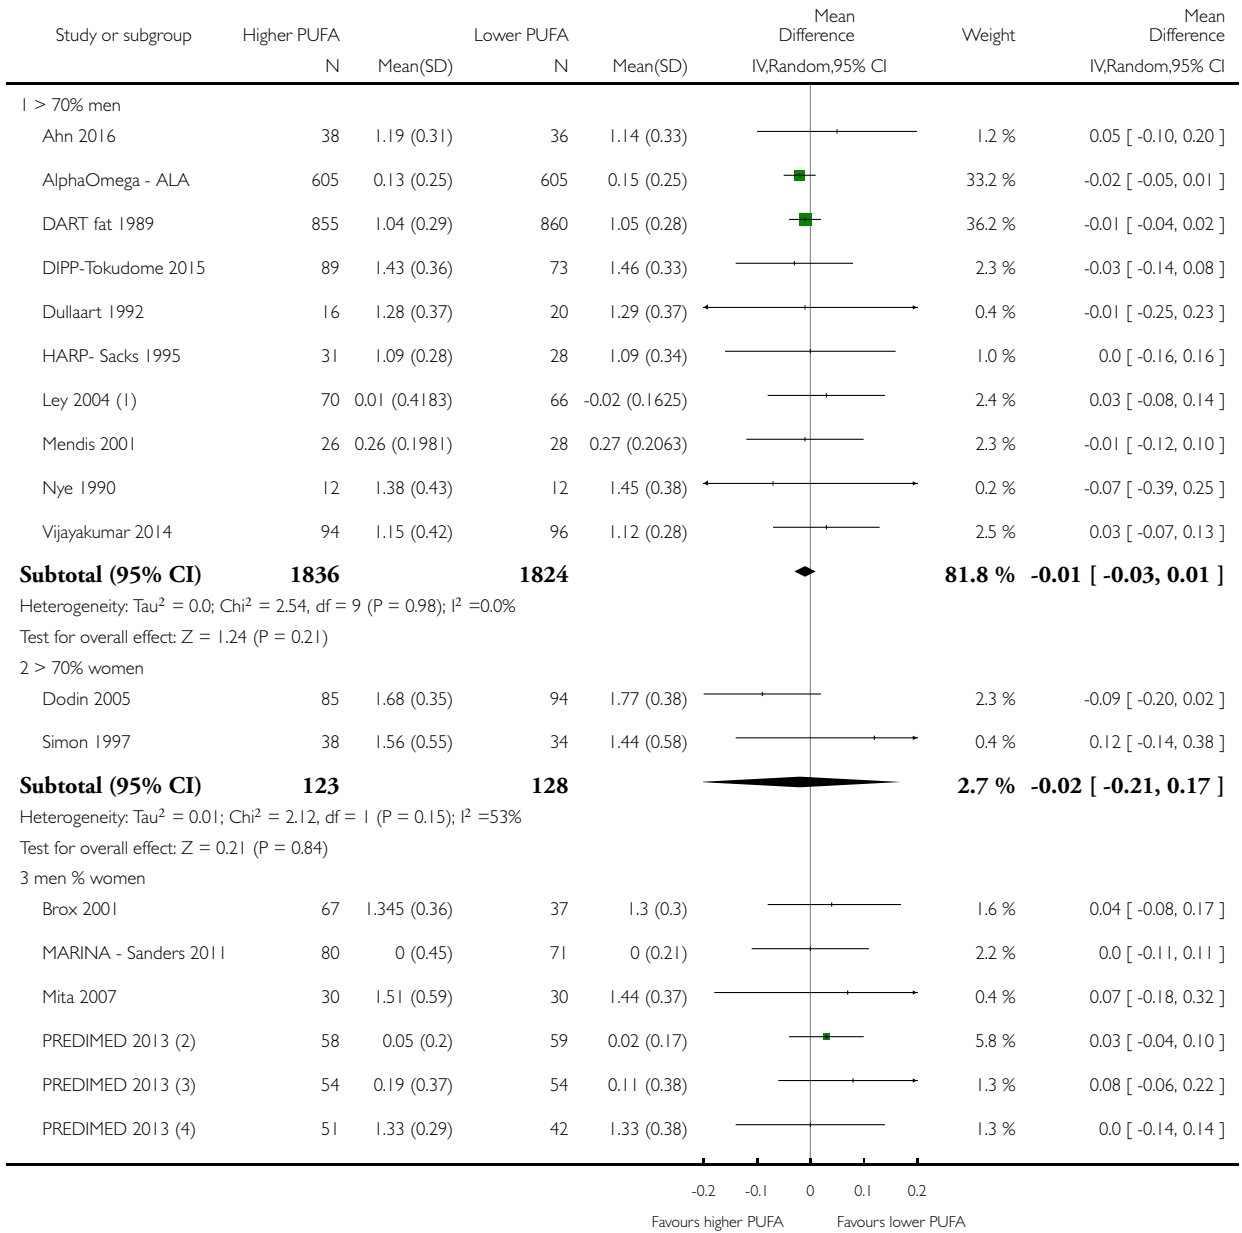 Study or subgroup Higher PUFA Lower PUFA Mean Difference Weight Mean Difference
N Mean(SD) N Mean(SD) IV,Random,95% CI IV,Random,95% CI
1 > 70% men
Ahn 2016 38 1.19 (0.31) 36 1.14 (0.33) 1.2 % 0.05 [ -0.10, 0.20 ]
AlphaOmega - ALA 605 0.13 (0.25) 605 0.15 (0.25) 33.2 % -0.02 [ -0.05, 0.01 ]
DART fat 1989 855 1.04 (0.29) 860 1.05 (0.28) 36.2 % -0.01 [ -0.04, 0.02 ]
DIPP-Tokudome 2015 89 1.43 (0.36) 73 1.46 (0.33) 2.3 % -0.03 [ -0.14, 0.08 ]
Dullaart 1992 16 1.28 (0.37) 20 1.29 (0.37) 0.4 % -0.01 [ -0.25, 0.23 ]
HARP- Sacks 1995 31 1.09 (0.28) 28 1.09 (0.34) 1.0 % 0.0 [ -0.16, 0.16 ]
Ley 2004 (1) 70 0.01 (0.4183) 66 -0.02 (0.1625) 2.4 % 0.03 [ -0.08, 0.14 ]
Mendis 2001 26 0.26 (0.1981) 28 0.27 (0.2063) 2.3 % -0.01 [ -0.12, 0.10 ]
Nye 1990 12 1.38 (0.43) 12 1.45 (0.38) 0.2 % -0.07 [ -0.39, 0.25 ]
Vijayakumar 2014 94 1.15 (0.42) 96 1.12 (0.28) 2.5 % 0.03 [ -0.07, 0.13 ]
Subtotal (95% CI) 1836 1824 81.8 % -0.01 [ -0.03, 0.01 ]
Heterogeneity: Tau² = 0.0; Chi² = 2.54, df = 9 (P = 0.98); I² =0.0%
Test for overall effect: Z = 1.24 (P = 0.21)
2 > 70% women
Dodin 2005 85 1.68 (0.35) 94 1.77 (0.38) 2.3 % -0.09 [ -0.20, 0.02 ]
Simon 1997 38 1.56 (0.55) 34 1.44 (0.58) 0.4 % 0.12 [ -0.14, 0.38 ]
Subtotal (95% CI) 123 128 2.7 % -0.02 [ -0.21, 0.17 ]
Heterogeneity: Tau² = 0.01; Chi² = 2.12, df = 1 (P = 0.15); I² =53%
Test for overall effect: Z = 0.21 (P = 0.84)
3 men % women
Brox 2001 67 1.345 (0.36) 37 1.3 (0.3) 1.6 % 0.04 [ -0.08, 0.17 ]
MARINA - Sanders 2011 80 0 (0.45) 71 0 (0.21) 2.2 % 0.0 [ -0.11, 0.11 ]
Mita 2007 30 1.51 (0.59) 30 1.44 (0.37) 0.4 % 0.07 [ -0.18, 0.32 ]
PREDIMED 2013 (2) 58 0.05 (0.2) 59 0.02 (0.17) 5.8 % 0.03 [ -0.04, 0.10 ]
PREDIMED 2013 (3) 54 0.19 (0.37) 54 0.11 (0.38) 1.3 % 0.08 [ -0.06, 0.22 ]
PREDIMED 2013 (4) 51 1.33 (0.29) 42 1.33 (0.38) 1.3 % 0.0 [ -0.14, 0.14 ]
-0.2 -0.1 0 0.1 0.2
Favours higher PUFA Favours lower PUFA